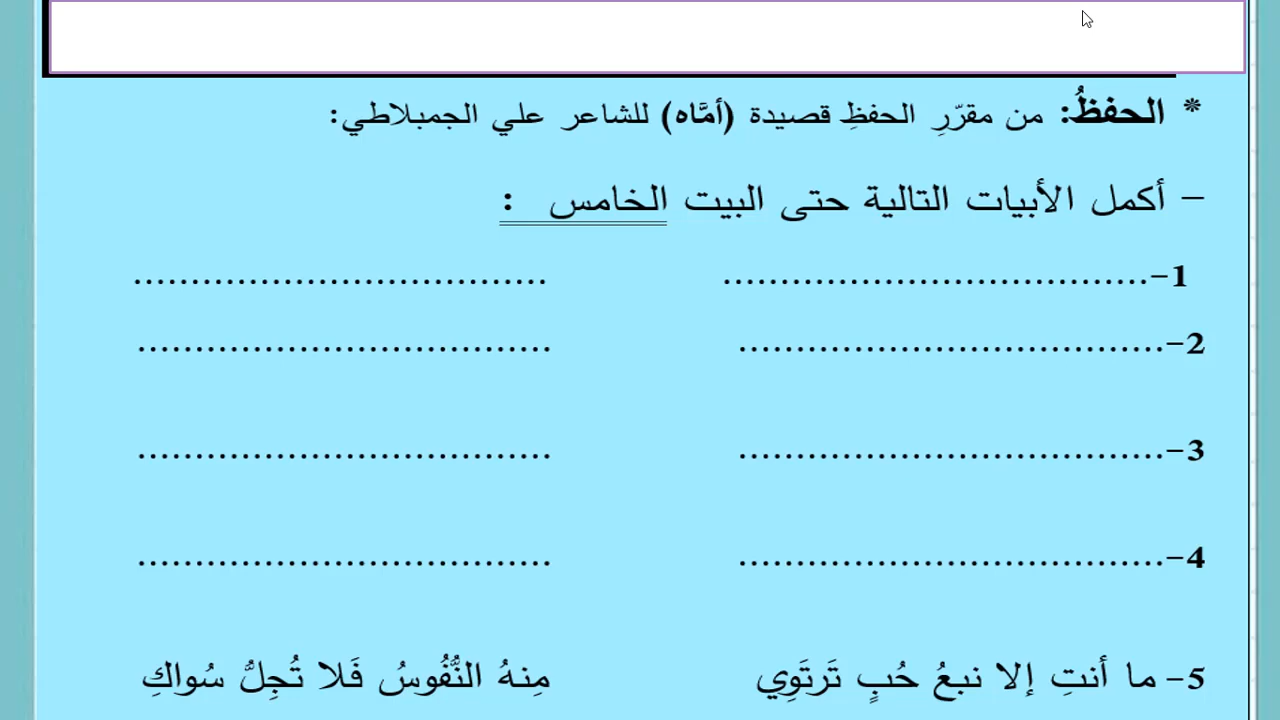 * الحفظُ: من مقرّرِ الحفظِ قصيدة (أمَّاه) للشاعر علي الجمبلاطي:
– أكمل الأبيات التالية حتى البيت الخامس :
1–..................................... ....................................
2–..................................... ....................................
3–..................................... ....................................
4–..................................... ....................................
5– ما أنتِ إلا نبعُ حُبٍ تَرتَوِي مِنهُ النُّفُوسُ فَلا تُجِلُّ سُواكِ